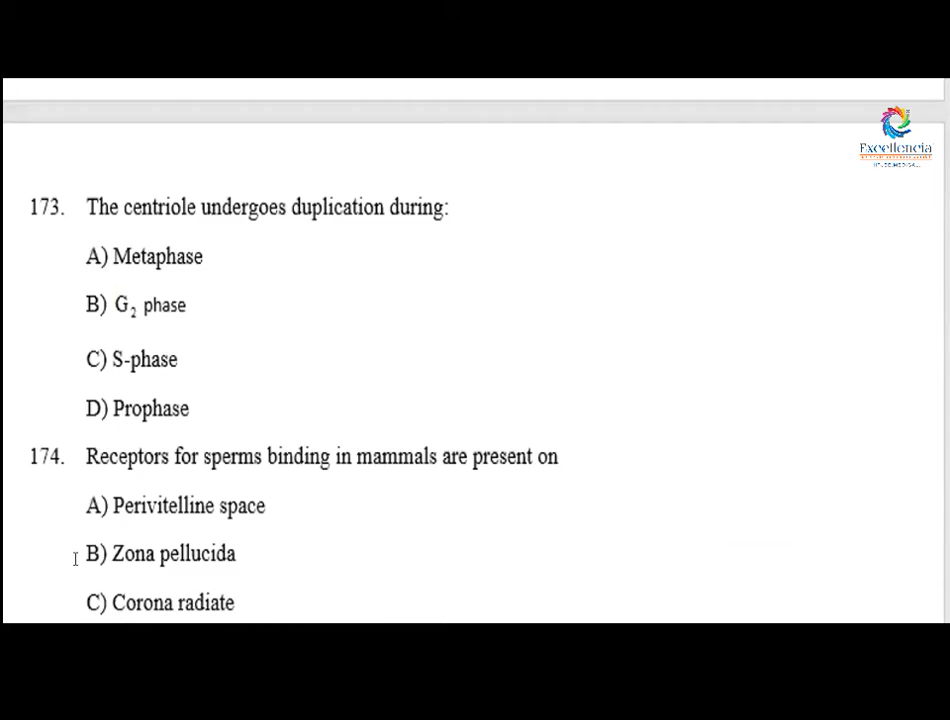 Excellencia
173. The centriole undergoes duplication during:
A) Metaphase
B) G₂ phase
C) S-phase
D) Prophase
174. Receptors for sperms binding in mammals are present on
A) Perivitelline space
B) Zona pellucida
C) Corona radiate